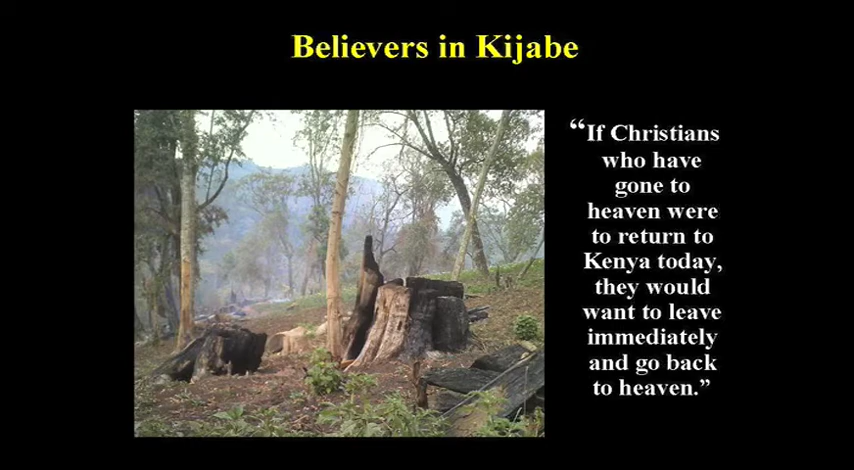 Believers in Kijabe
“If Christians
who have
gone to
heaven were
to return to
Kenya today,
they would
want to leave
immediately
and go back
to heaven.”